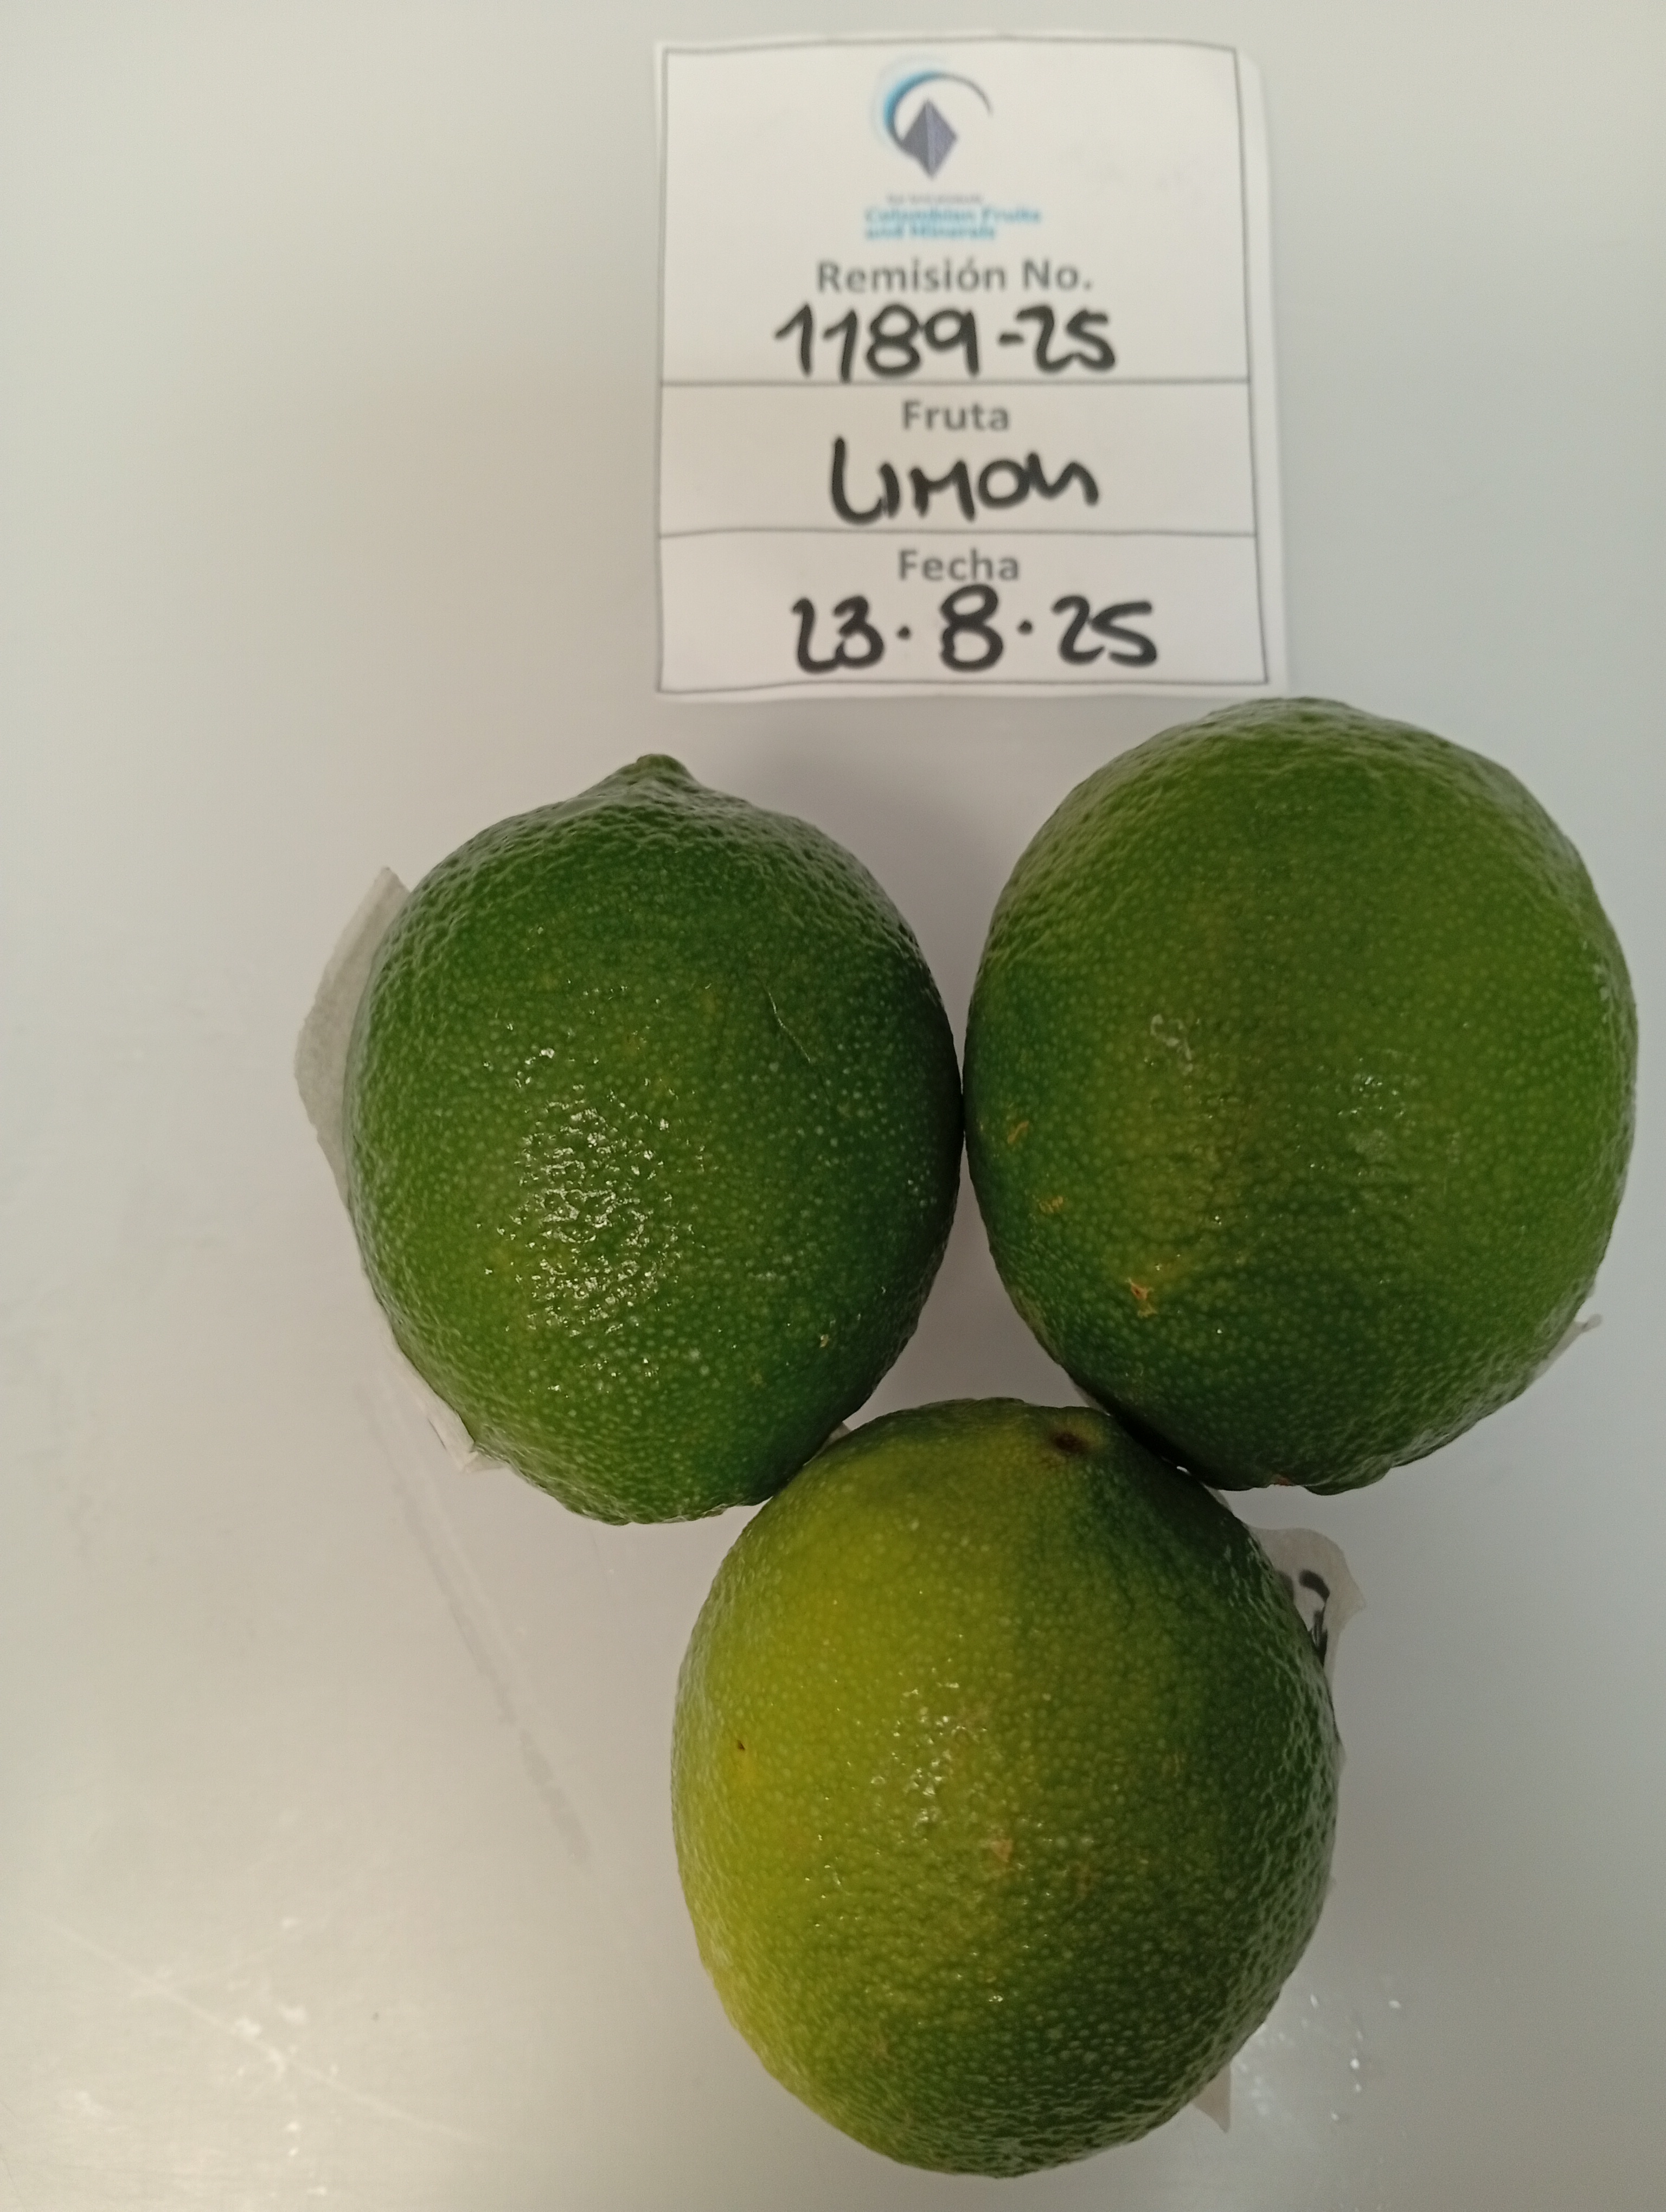 Colombian Fruits
and Minerals
Remisión No.
1189-25
Fruta
LIMON
Fecha
23.8.25